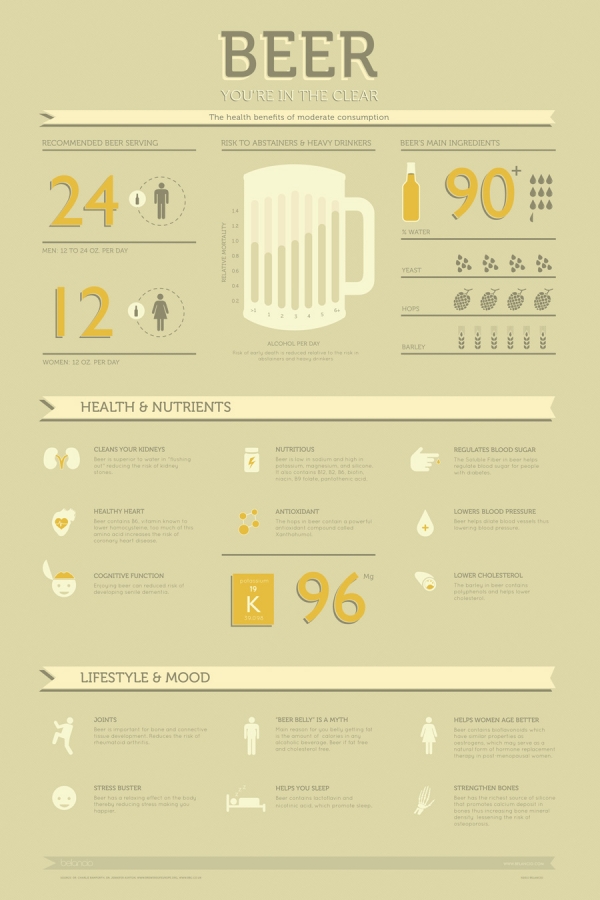 BEER
YOU'RE IN THE CLEAR
The health benefits of moderate consumption
RECOMMENDED BEER SERVING
24
MEN: 12 TO 24 OZ. PER DAY
12
WOMEN: 12 OZ. PER DAY
RISK TO ABSTAINERS & HEAVY DRINKERS
RELATIVE MORTALITY
1.4
1.2
1.0
0.8
0.6
0.4
0.2
<1 1 2 3 4 5 6+
ALCOHOL PER DAY
Risk of early death is reduced relative to the risk in
abstainers and heavy drinkers.
BEER'S MAIN INGREDIENTS
90+
% WATER
YEAST
HOPS
BARLEY
HEALTH & NUTRIENTS
CLEANS YOUR KIDNEYS
Beer is superior to water in "flushing
out" reducing the risk of kidney
stones.
NUTRITIOUS
Beer is low in sodium and high in
potassium, magnesium, and silicone.
It also contains B12, B2, B6, biotin
niacin, B9 folate, pantothenic acid.
REGULATES BLOOD SUGAR
The Soluble Fiber in beer helps
regulate blood sugar for people
with diabetes.
HEALTHY HEART
Beer contains B6, vitamin known to
lower homocysteine, too much of this
amino acid increases the risk of
coronary heart disease.
ANTIOXIDANT
The hops in beer contain a powerful
antioxidant compound called
Xanthohumol.
LOWERS BLOOD PRESSURE
Beer helps dilate blood vessels thus
lowering blood pressure.
COGNITIVE FUNCTION
Enjoying beer can reduced risk of
developing senile dementia.
potassium
19
K
96 Mg
LOWER CHOLESTEROL
The barley in beer contains
polyphenols and helps lower
cholesterol.
LIFESTYLE & MOOD
JOINTS
Beer is important for bone and connective
tissue development. Reduces the risk of
rheumatoid arthritis.
"BEER BELLY" IS A MYTH
Main reason for your belly getting fat
is the amount of calories in any
alcoholic beverage. Beer it fat free
and cholesterol free.
HELPS WOMEN AGE BETTER
Beer contains bioflavonoids which
have similar properties as
oestrogens, which may serve as a
natural form of hormone replacement
therapy in post-menopausal women.
STRESS BUSTER
Beer has a relaxing effect on the body
thereby reducing stress making you
happier.
HELPS YOU SLEEP
Beer contains lactoflavin and
nicotinic acid, which promote sleep.
STRENGTHEN BONES
Beer has the richest source of silicone
that promotes calcium deposit in
bones thus increasing bone mineral
density, lessening the risk of
osteoporosis.